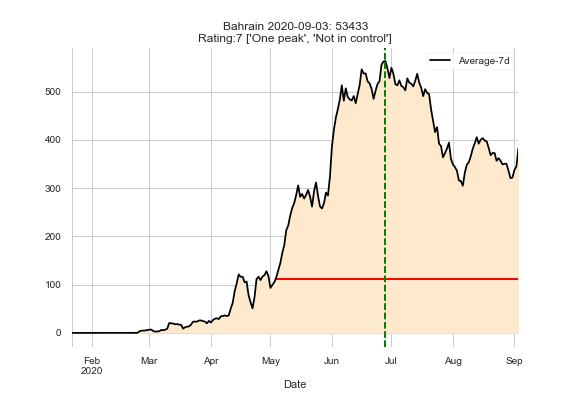 Bahrain 2020-09-03: 53433
Rating:7 ['One peak', 'Not in control']
Average-7d
500
400
300
200
100
0
Feb
2020
Mar
Apr
May
Jun
Jul
Aug
Sep
Date